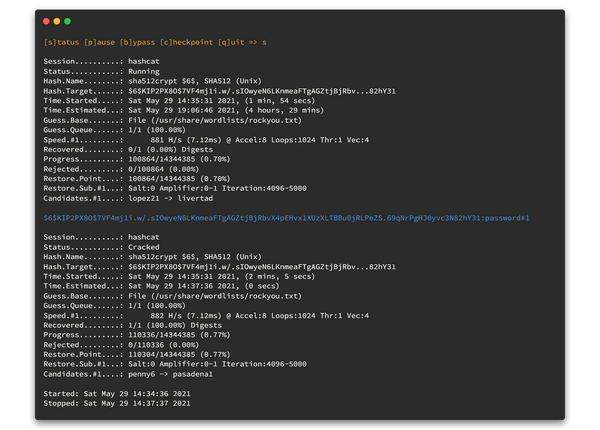 [s]tatus [p]ause [b]ypass [c]heckpoint [q]uit => s
Session..........: hashcat
Status...........: Running
Hash.Name........: sha512crypt $6$, SHA512 (Unix)
Hash.Target......: $6$KIP2PX8O$7VF4mj1i.w/.sIOwyeN6LKnmeaFTgAGZtjBjRbv...82hY31
Time.Started.....: Sat May 29 14:35:31 2021, (1 min, 54 secs)
Time.Estimated...: Sat May 29 19:06:46 2021, (4 hours, 29 mins)
Guess.Base.......: File (/usr/share/wordlists/rockyou.txt)
Guess.Queue......: 1/1 (100.00%)
Speed.#1.........:      881 H/s (7.12ms) @ Accel:8 Loops:1024 Thr:1 Vec:4
Recovered........: 0/1 (0.00%) Digests
Progress.........: 100864/14344385 (0.70%)
Rejected.........: 0/100864 (0.00%)
Restore.Point....: 100864/14344385 (0.70%)
Restore.Sub.#1...: Salt:0 Amplifier:0-1 Iteration:4096-5000
Candidates.#1....: lopez21 -> livertad
$6$KIP2PX8O$7VF4mj1i.w/.sIOwyeN6LKnmeaFTgAGZtjBjRbvX4pEHvx1XUzXLTBBu0jRLPeZS.69qNrPgHJ0yvc3N82hY31:password#1
Session..........: hashcat
Status...........: Cracked
Hash.Name........: sha512crypt $6$, SHA512 (Unix)
Hash.Target......: $6$KIP2PX8O$7VF4mj1i.w/.sIOwyeN6LKnmeaFTgAGZtjBjRbv...82hY31
Time.Started.....: Sat May 29 14:35:31 2021, (2 mins, 5 secs)
Time.Estimated...: Sat May 29 14:37:36 2021, (0 secs)
Guess.Base.......: File (/usr/share/wordlists/rockyou.txt)
Guess.Queue......: 1/1 (100.00%)
Speed.#1.........:      882 H/s (7.12ms) @ Accel:8 Loops:1024 Thr:1 Vec:4
Recovered........: 1/1 (100.00%) Digests
Progress.........: 110336/14344385 (0.77%)
Rejected.........: 0/110336 (0.00%)
Restore.Point....: 110304/14344385 (0.77%)
Restore.Sub.#1...: Salt:0 Amplifier:0-1 Iteration:4096-5000
Candidates.#1....: penny6 -> pasadena1
Started: Sat May 29 14:34:36 2021
Stopped: Sat May 29 14:37:37 2021